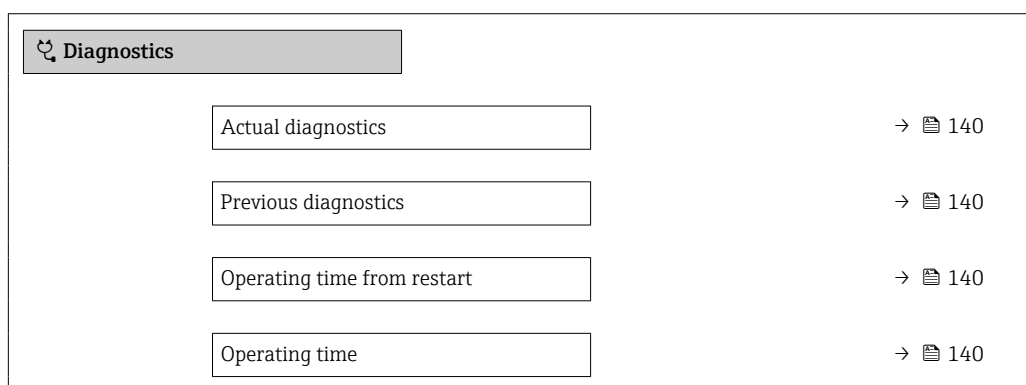 Diagnostics
Actual diagnostics → 140
Previous diagnostics → 140
Operating time from restart → 140
Operating time → 140